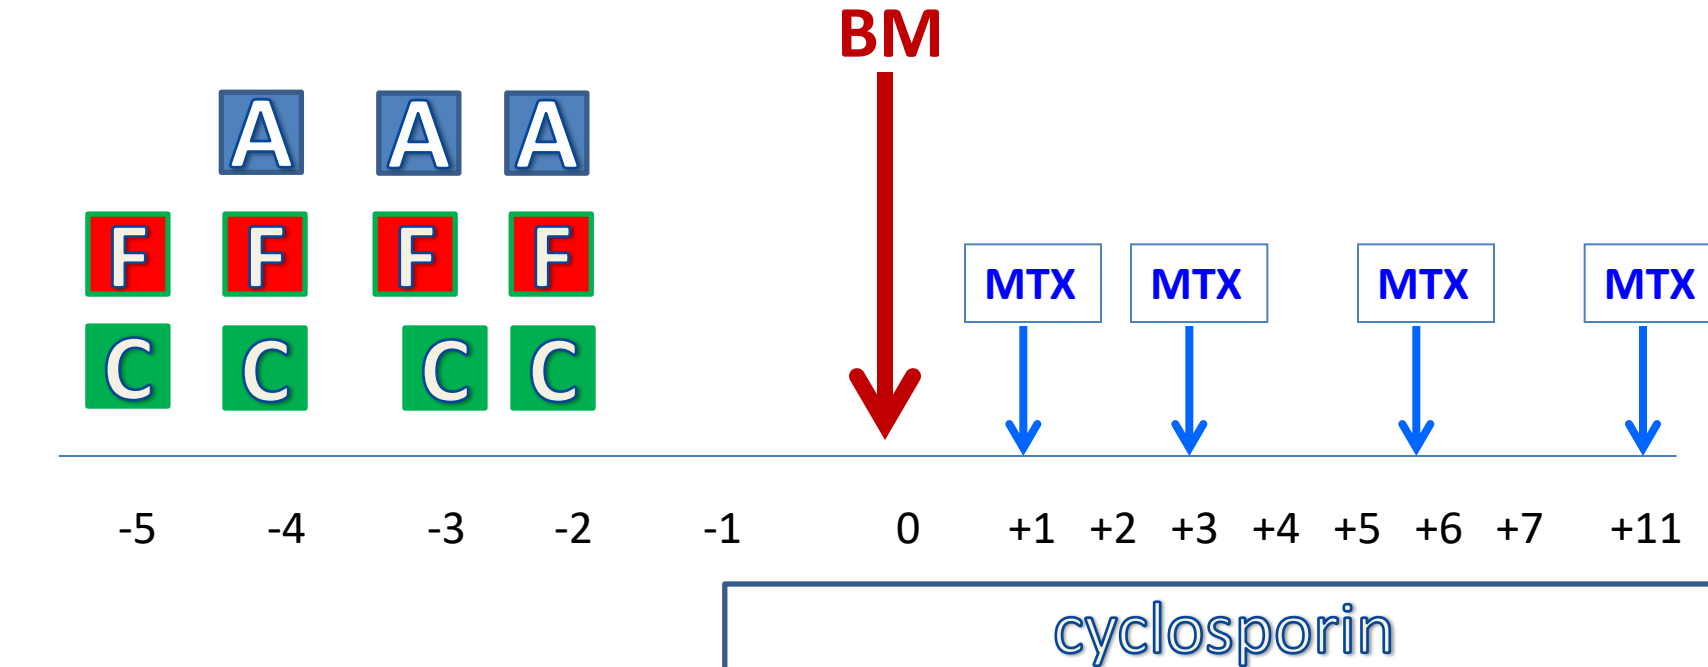 BM
A A A
F F F F
MTX MTX MTX MTX
C C C C
-5 -4 -3 -2 -1 0 +1 +2 +3 +4 +5 +6 +7 +11
cyclosporin